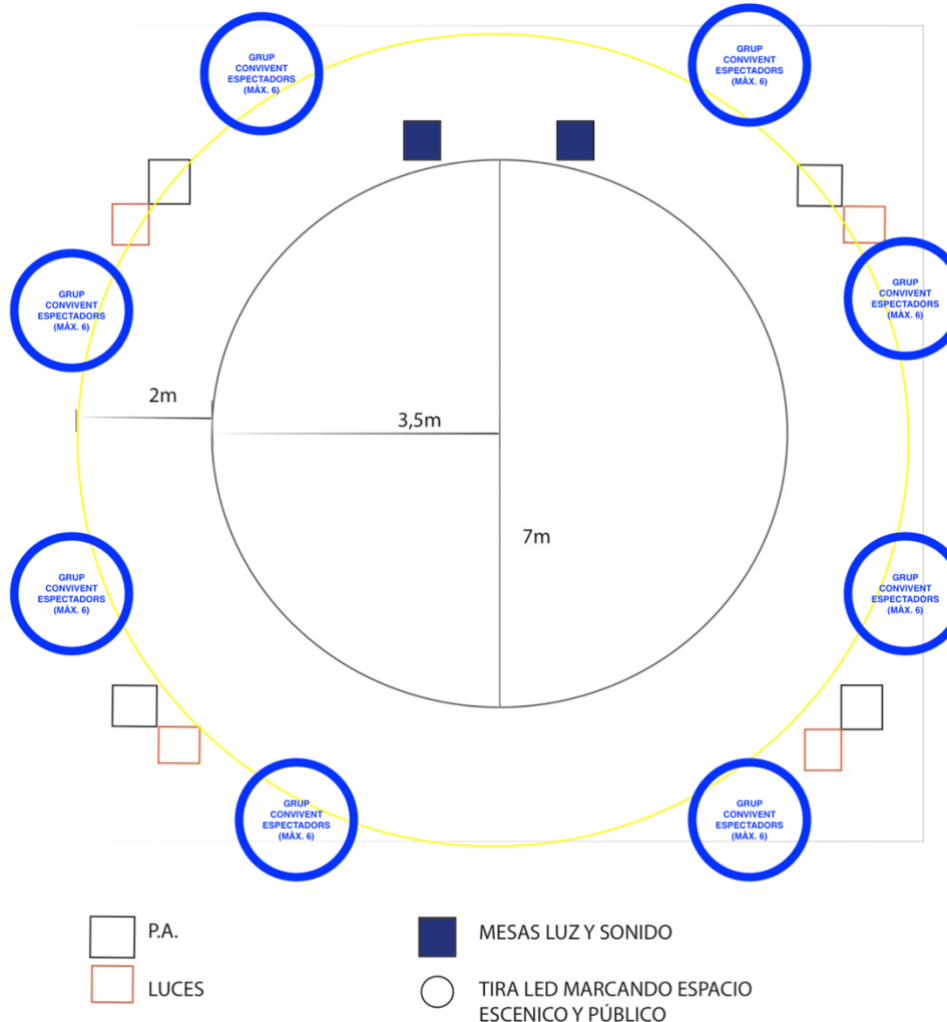 GRUP
CONVIVENT
ESPECTADORS
(MÀX. 6)
GRUP
CONVIVENT
ESPECTADORS
(MÀX. 6)
GRUP
CONVIVENT
ESPECTADORS
(MÀX. 6)
GRUP
CONVIVENT
ESPECTADORS
(MÀX. 6)
2m
3,5m
7m
GRUP
CONVIVENT
ESPECTADORS
(MÀX. 6)
GRUP
CONVIVENT
ESPECTADORS
(MÀX. 6)
GRUP
CONVIVENT
ESPECTADORS
(MÀX. 6)
GRUP
CONVIVENT
ESPECTADORS
(MÀX. 6)
P.A.
LUCES
MESAS LUZ Y SONIDO
TIRA LED MARCANDO ESPACIO
ESCENICO Y PÚBLICO